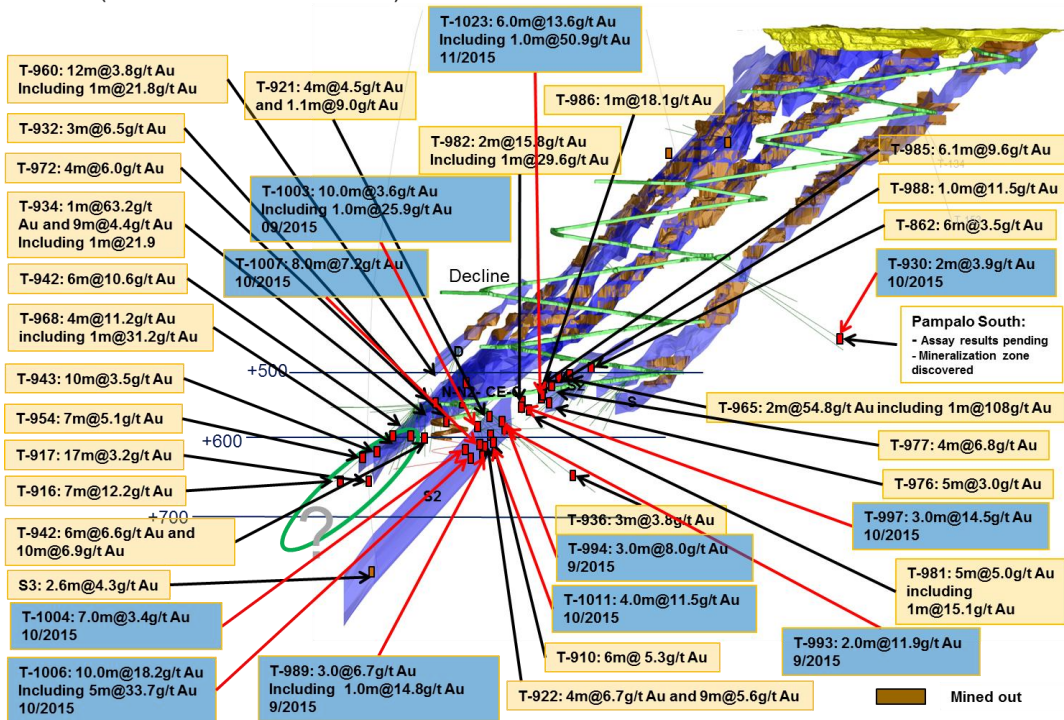 T-1023: 6.0m@13.6g/t Au
Including 1.0m@50.9g/t Au
11/2015
T-960: 12m@3.8g/t Au
Including 1m@21.8g/t Au
T-921: 4m@4.5g/t Au
and 1.1m@9.0g/t Au
T-986: 1m@18.1g/t Au
T-932: 3m@6.5g/t Au
T-982: 2m@15.8g/t Au
Including 1m@29.6g/t Au
T-985: 6.1m@9.6g/t Au
T-972: 4m@6.0g/t Au
T-1003: 10.0m@3.6g/t Au
Including 1.0m@25.9g/t Au
09/2015
T-988: 1.0m@11.5g/t Au
T-934: 1m@63.2g/t
Au and 9m@4.4g/t Au
Including 1m@21.9
T-862: 6m@3.5g/t Au
T-1007: 8.0m@7.2g/t Au
10/2015
T-930: 2m@3.9g/t Au
10/2015
T-942: 6m@10.6g/t Au
Decline
Pampalo South:
- Assay results pending
- Mineralization zone
discovered
T-968: 4m@11.2g/t Au
including 1m@31.2g/t Au
D
+500
S2
S
T-943: 10m@3.5g/t Au
T-965: 2m@54.8g/t Au including 1m@108g/t Au
T-954: 7m@5.1g/t Au
+600
T-977: 4m@6.8g/t Au
T-917: 17m@3.2g/t Au
T-976: 5m@3.0g/t Au
T-916: 7m@12.2g/t Au
S2
+700
?
T-936: 3m@3.8g/t Au
T-997: 3.0m@14.5g/t Au
10/2015
T-942: 6m@6.6g/t Au and
10m@6.9g/t Au
T-994: 3.0m@8.0g/t Au
9/2015
T-981: 5m@5.0g/t Au
including
1m@15.1g/t Au
S3: 2.6m@4.3g/t Au
T-1011: 4.0m@11.5g/t Au
10/2015
T-1004: 7.0m@3.4g/t Au
10/2015
T-993: 2.0m@11.9g/t Au
9/2015
T-1006: 10.0m@18.2g/t Au
Including 5m@33.7g/t Au
10/2015
T-989: 3.0@6.7g/t Au
Including 1.0m@14.8g/t Au
9/2015
T-910: 6m@ 5.3g/t Au
T-922: 4m@6.7g/t Au and 9m@5.6g/t Au
Mined out